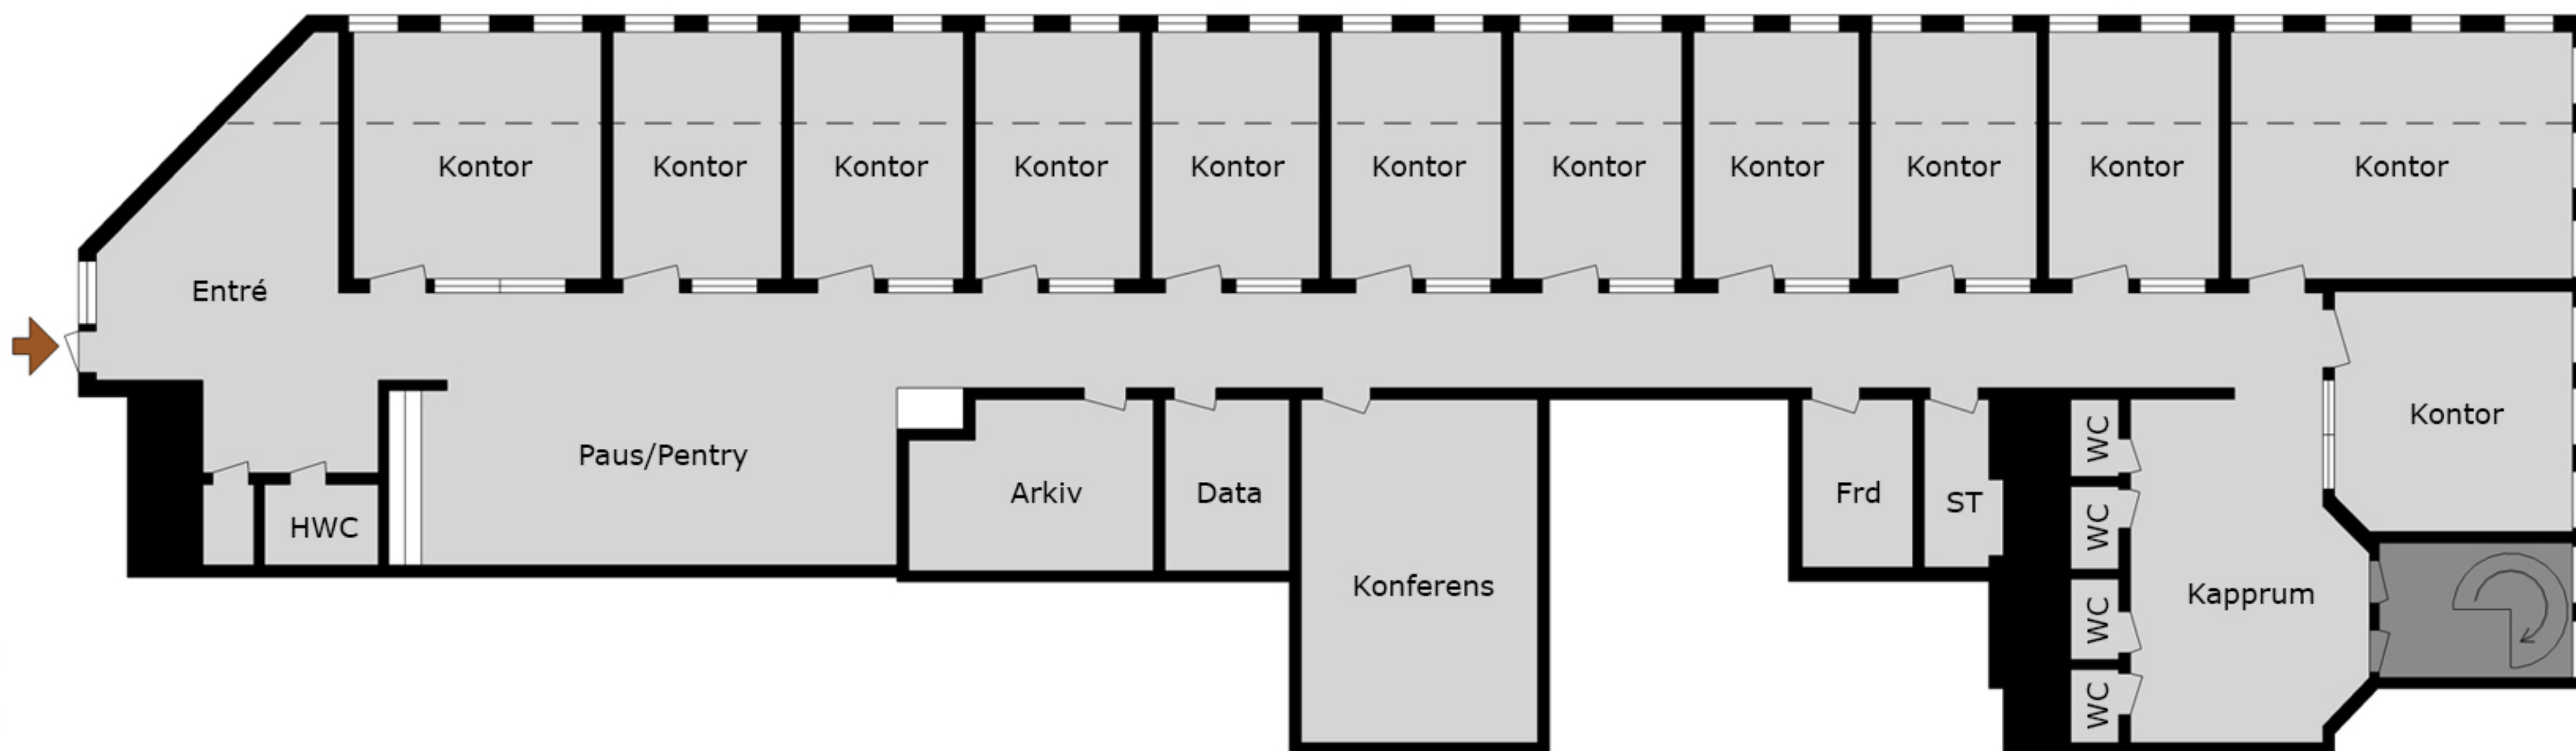 Kontor Kontor Kontor Kontor Kontor Kontor Kontor Kontor Kontor Kontor Kontor
Entré
Kontor
WC
Paus/Pentry
Arkiv
Data
Frd
ST
HWC
WC
Konferens
Kapprum
WC
WC